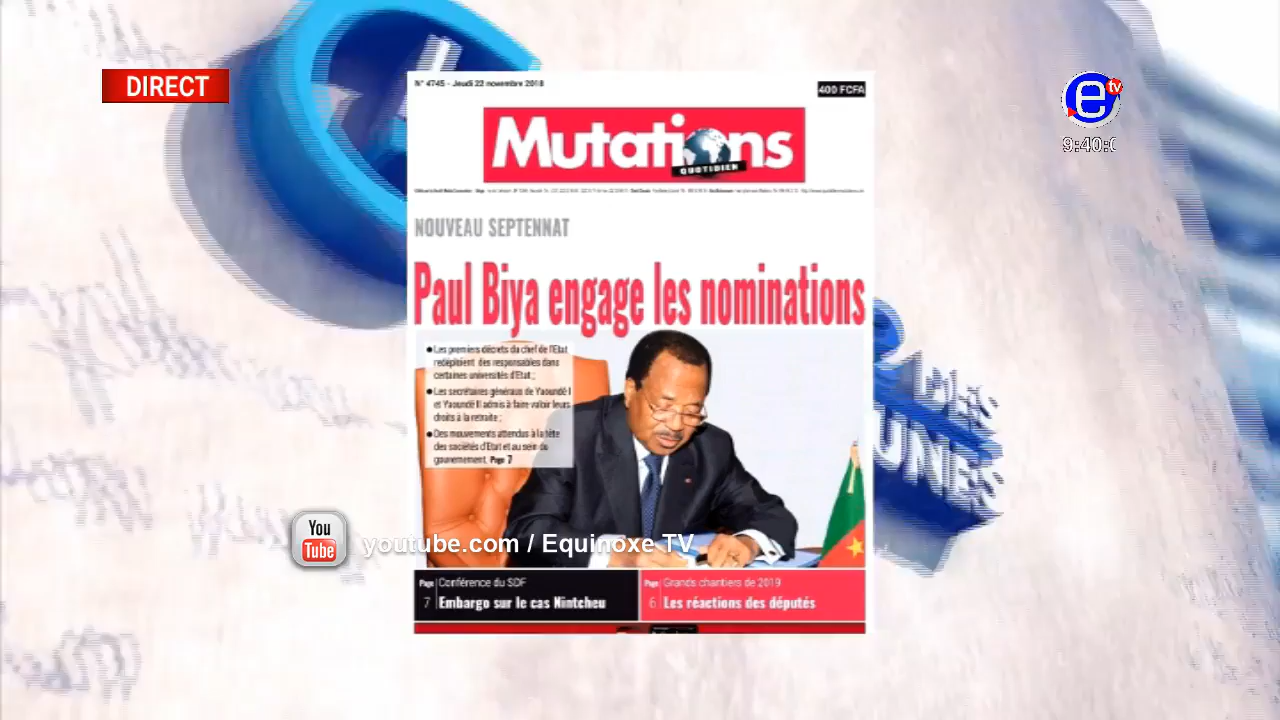 DIRECT
e tv
9:40:0
N° 4745 - Jeudi 22 novembre 2018
400 FCFA
Mutations
QUOTIDIEN
NOUVEAU SEPTENNAT
Paul Biya engage les nominations
● Les premiers décrets du chef de l'Etat
redéploient des responsables dans
certaines universités d'Etat ;
● Les secrétaires généraux de Yaoundé I
et Yaoundé II admis à faire valoir leurs
droits à la retraite ;
● Des mouvements attendus à la tête
des sociétés d'Etat et au sein du
gouvernement. Page 7
You
Tube
youtube.com / Equinoxe TV
Page 7 Conférence du SDF
Embargo sur le cas Nintcheu
Page 6 Grands chantiers de 2019
Les réactions des députés